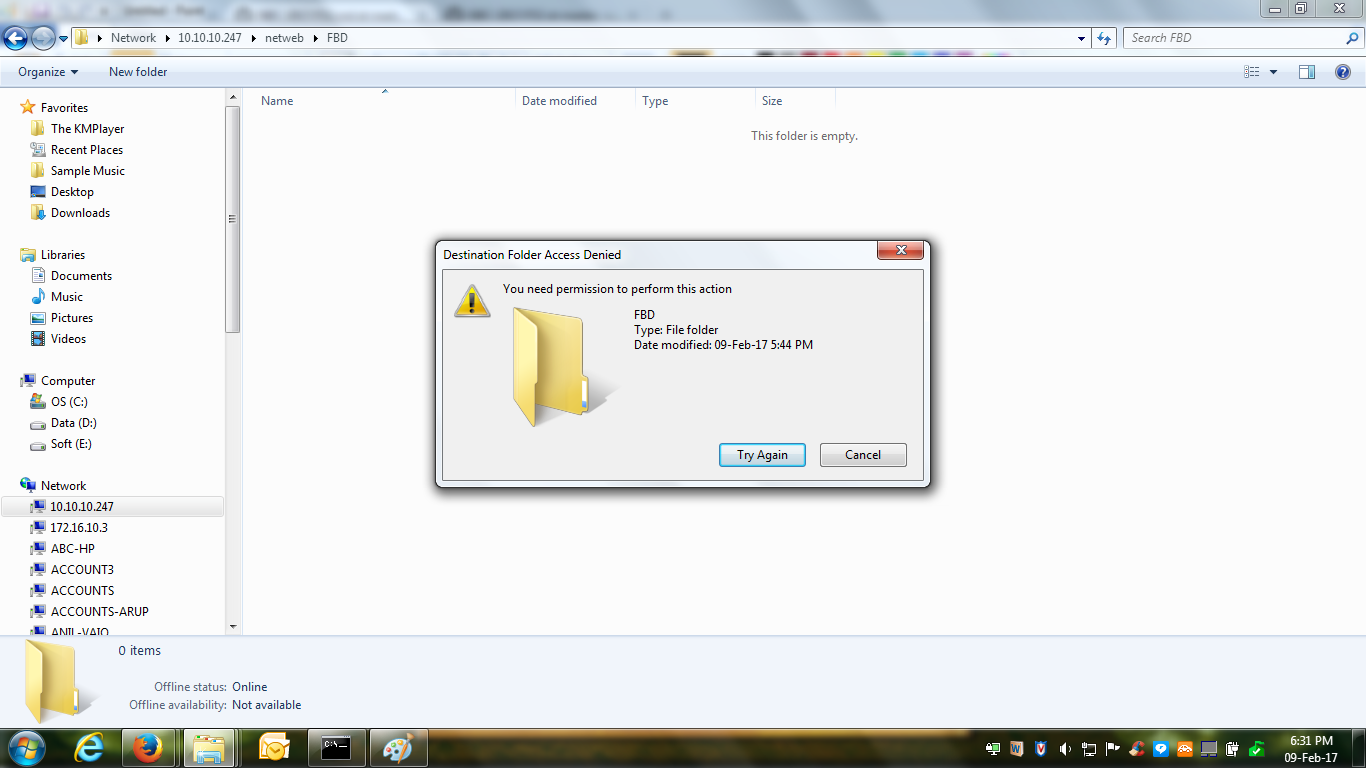 Network 10.10.10.247 netweb FBD
Search FBD
Organize New folder
Name Date modified Type Size
This folder is empty.
Favorites
The KMPlayer
Recent Places
Sample Music
Desktop
Downloads
Libraries
Documents
Music
Pictures
Videos
Computer
OS (C:)
Data (D:)
Soft (E:)
Network
10.10.10.247
172.16.10.3
ABC-HP
ACCOUNT3
ACCOUNTS
ACCOUNTS-ARUP
ANIL-VAIO
Destination Folder Access Denied
You need permission to perform this action
FBD
Type: File folder
Date modified: 09-Feb-17 5:44 PM
Try Again Cancel
0 items
Offline status: Online
Offline availability: Not available
6:31 PM
09-Feb-17